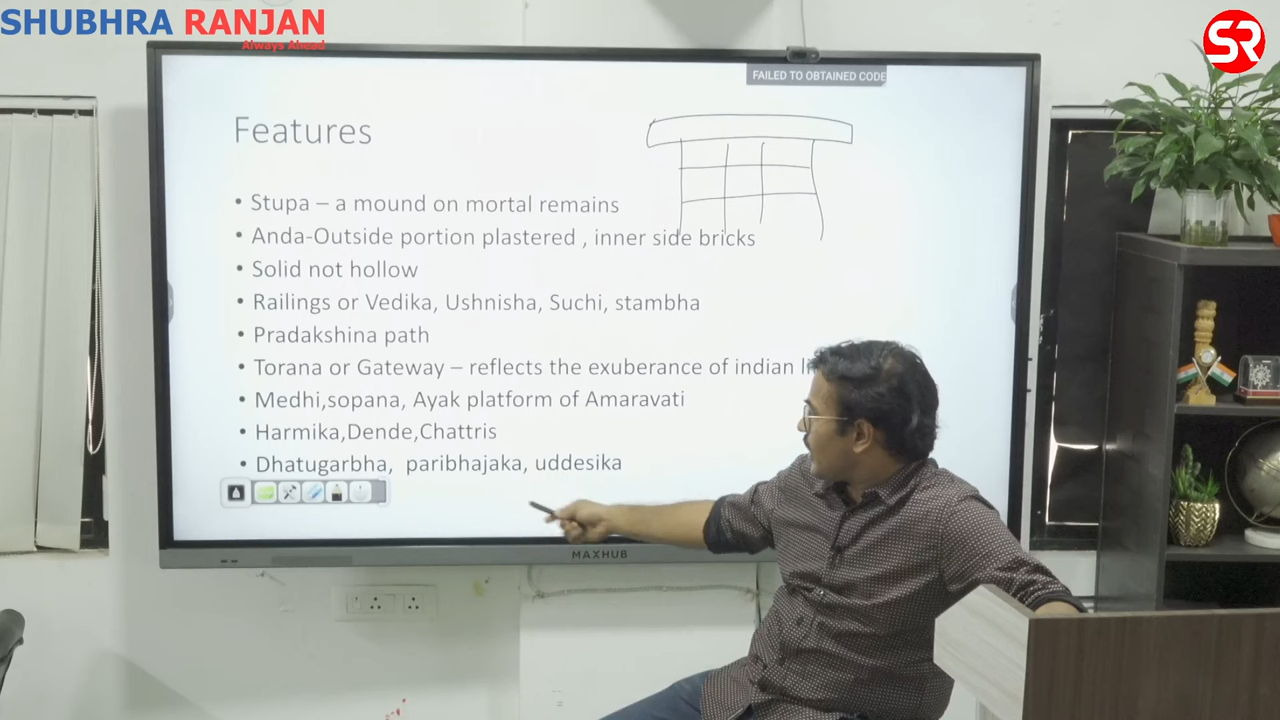 SHUBHRA RANJAN
Always Ahead
SR
FAILED TO OBTAINED CODE
Features
• Stupa – a mound on mortal remains
• Anda-Outside portion plastered , inner side bricks
• Solid not hollow
• Railings or Vedika, Ushnisha, Suchi, stambha
• Pradakshina path
• Torana or Gateway – reflects the exuberance of indian
• Medhi,sopana, Ayak platform of Amaravati
• Harmika,Dende,Chattris
• Dhatugarbha, paribhajaka, uddesika
MAXHUB